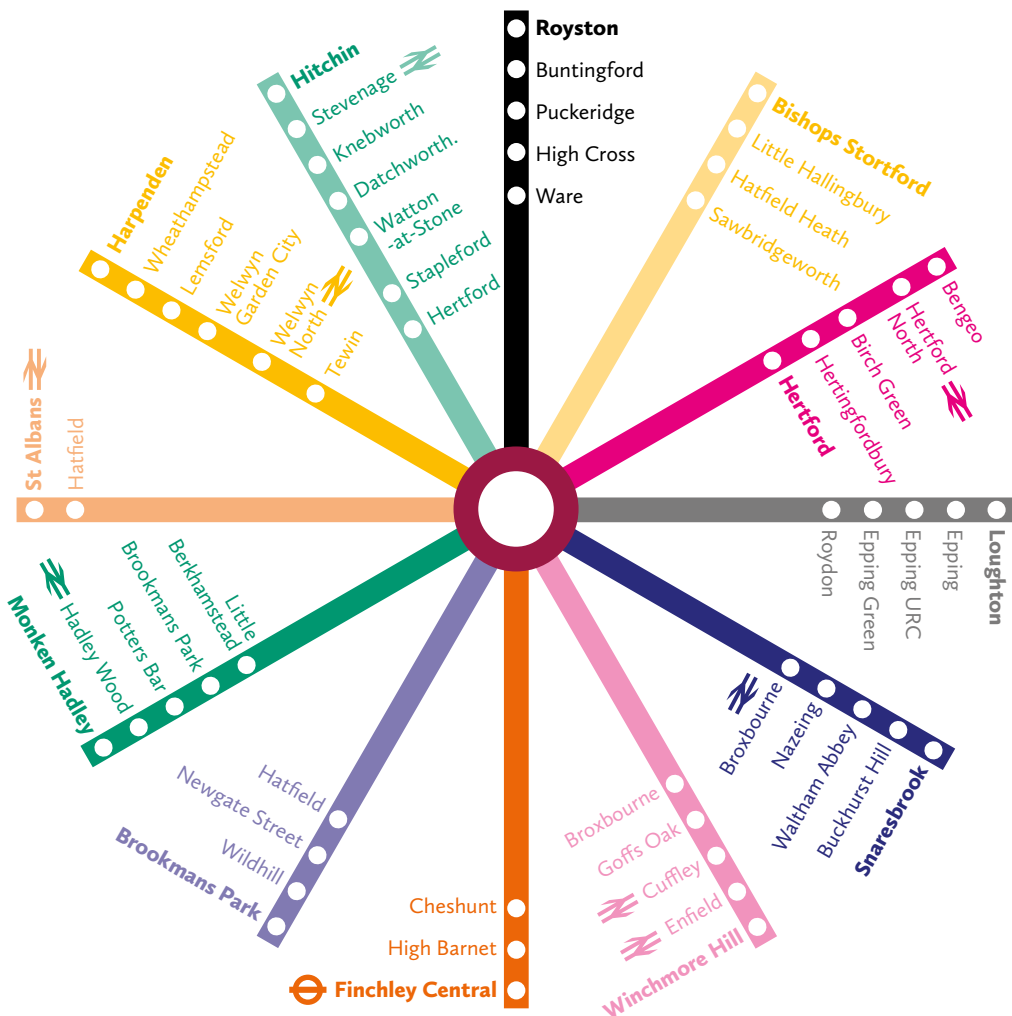 Royston
Buntingford
Puckeridge
High Cross
Ware
Bishops Stortford
Little Hallingbury
Hatfield Heath
Sawbridgeworth
Bengeo
Hertford
North
Birch Green
Hertingfordbury
Hertford
Roydon
Epping Green
Epping URC
Epping
Loughton
Broxbourne
Nazeing
Waltham Abbey
Buckhurst Hill
Snaresbrook
Broxbourne
Goffs Oak
Cuffley
Enfield
Winchmore Hill
Cheshunt
High Barnet
Finchley Central
Hatfield
Newgate Street
Wildhill
Brookmans Park
Little
Berkhamstead
Brookmans Park
Potters Bar
Hadley Wood
Monken Hadley
St Albans
Hatfield
Harpenden
Wheathampstead
Lemsford
Welwyn
Garden City
Welwyn
North
Tewin
Hitchin
Stevenage
Knebworth
Datchworth.
Watton
-at-Stone
Stapleford
Hertford